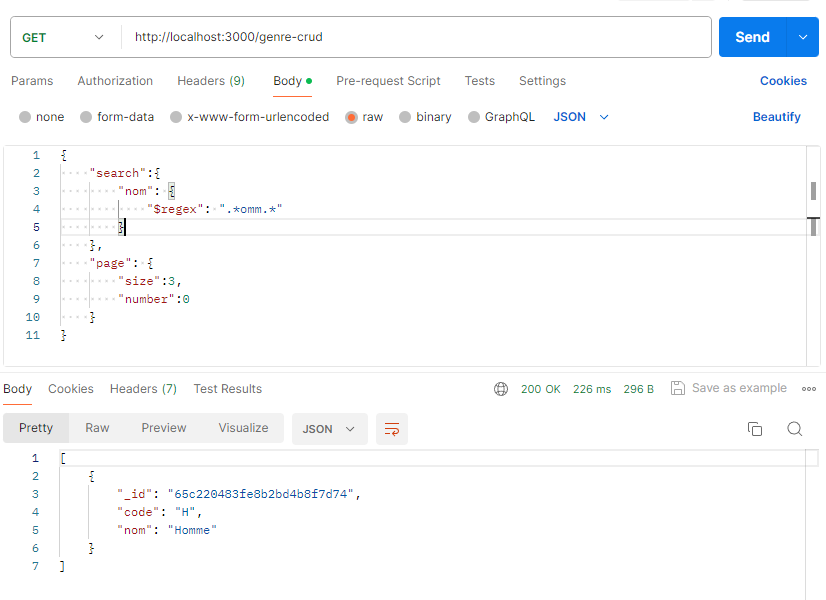 GET http://localhost:3000/genre-crud Send
Params Authorization Headers (9) Body Pre-request Script Tests Settings Cookies
none form-data x-www-form-urlencoded raw binary GraphQL JSON Beautify
1 {
2 "search":{
3 "nom": {
4 "$regex": ".*omm.*"
5 }
6 },
7 "page": {
8 "size":3,
9 "number":0
10 }
11 }
Body Cookies Headers (7) Test Results 200 OK 226 ms 296 B Save as example
Pretty Raw Preview Visualize JSON
1 [
2 {
3 "_id": "65c220483fe8b2bd4b8f7d74",
4 "code": "H",
5 "nom": "Homme"
6 }
7 ]